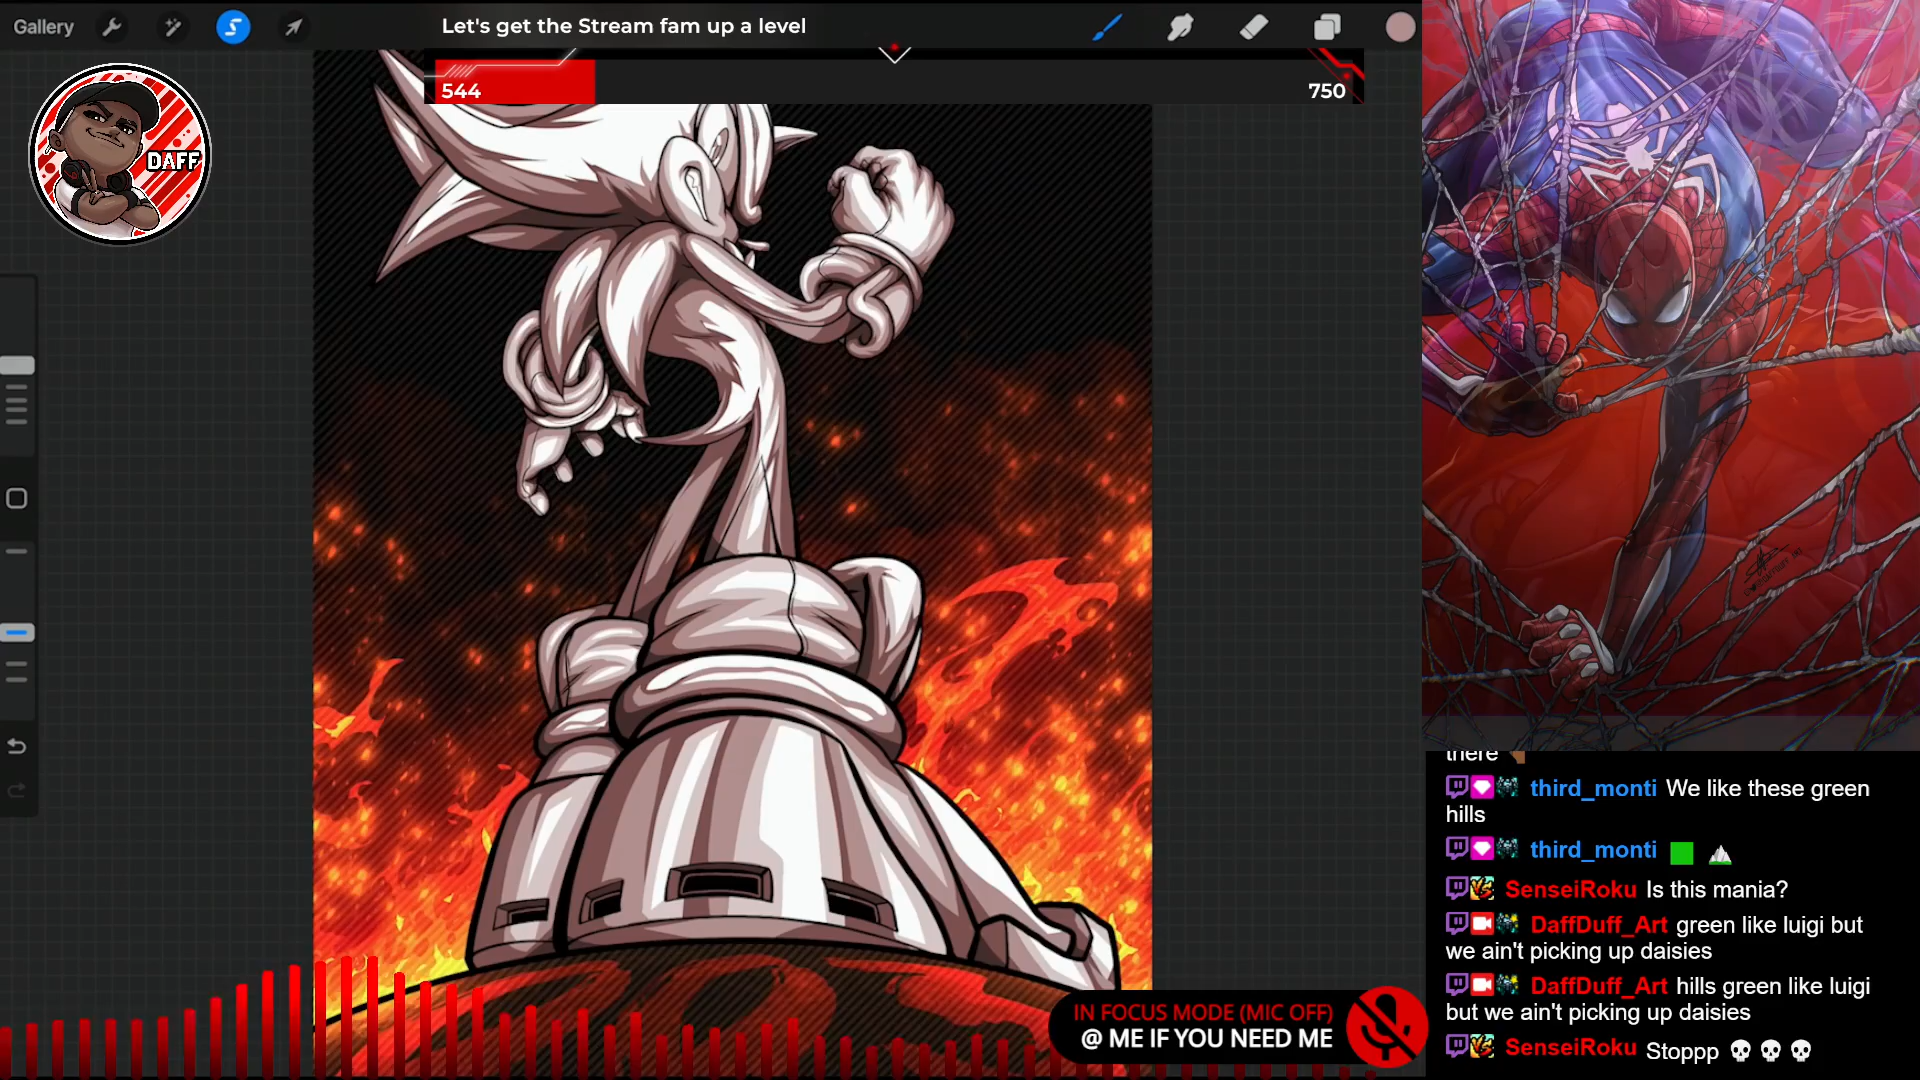 Gallery
Let's get the Stream fam up a level
544
750
DAFF
there
third_monti We like these green
hills
third_monti
SenseiRoku Is this mania?
DaffDuff_Art green like luigi but
we ain't picking up daisies
DaffDuff_Art hills green like luigi
but we ain't picking up daisies
SenseiRoku Stoppp
IN FOCUS MODE (MIC OFF)
@ ME IF YOU NEED ME